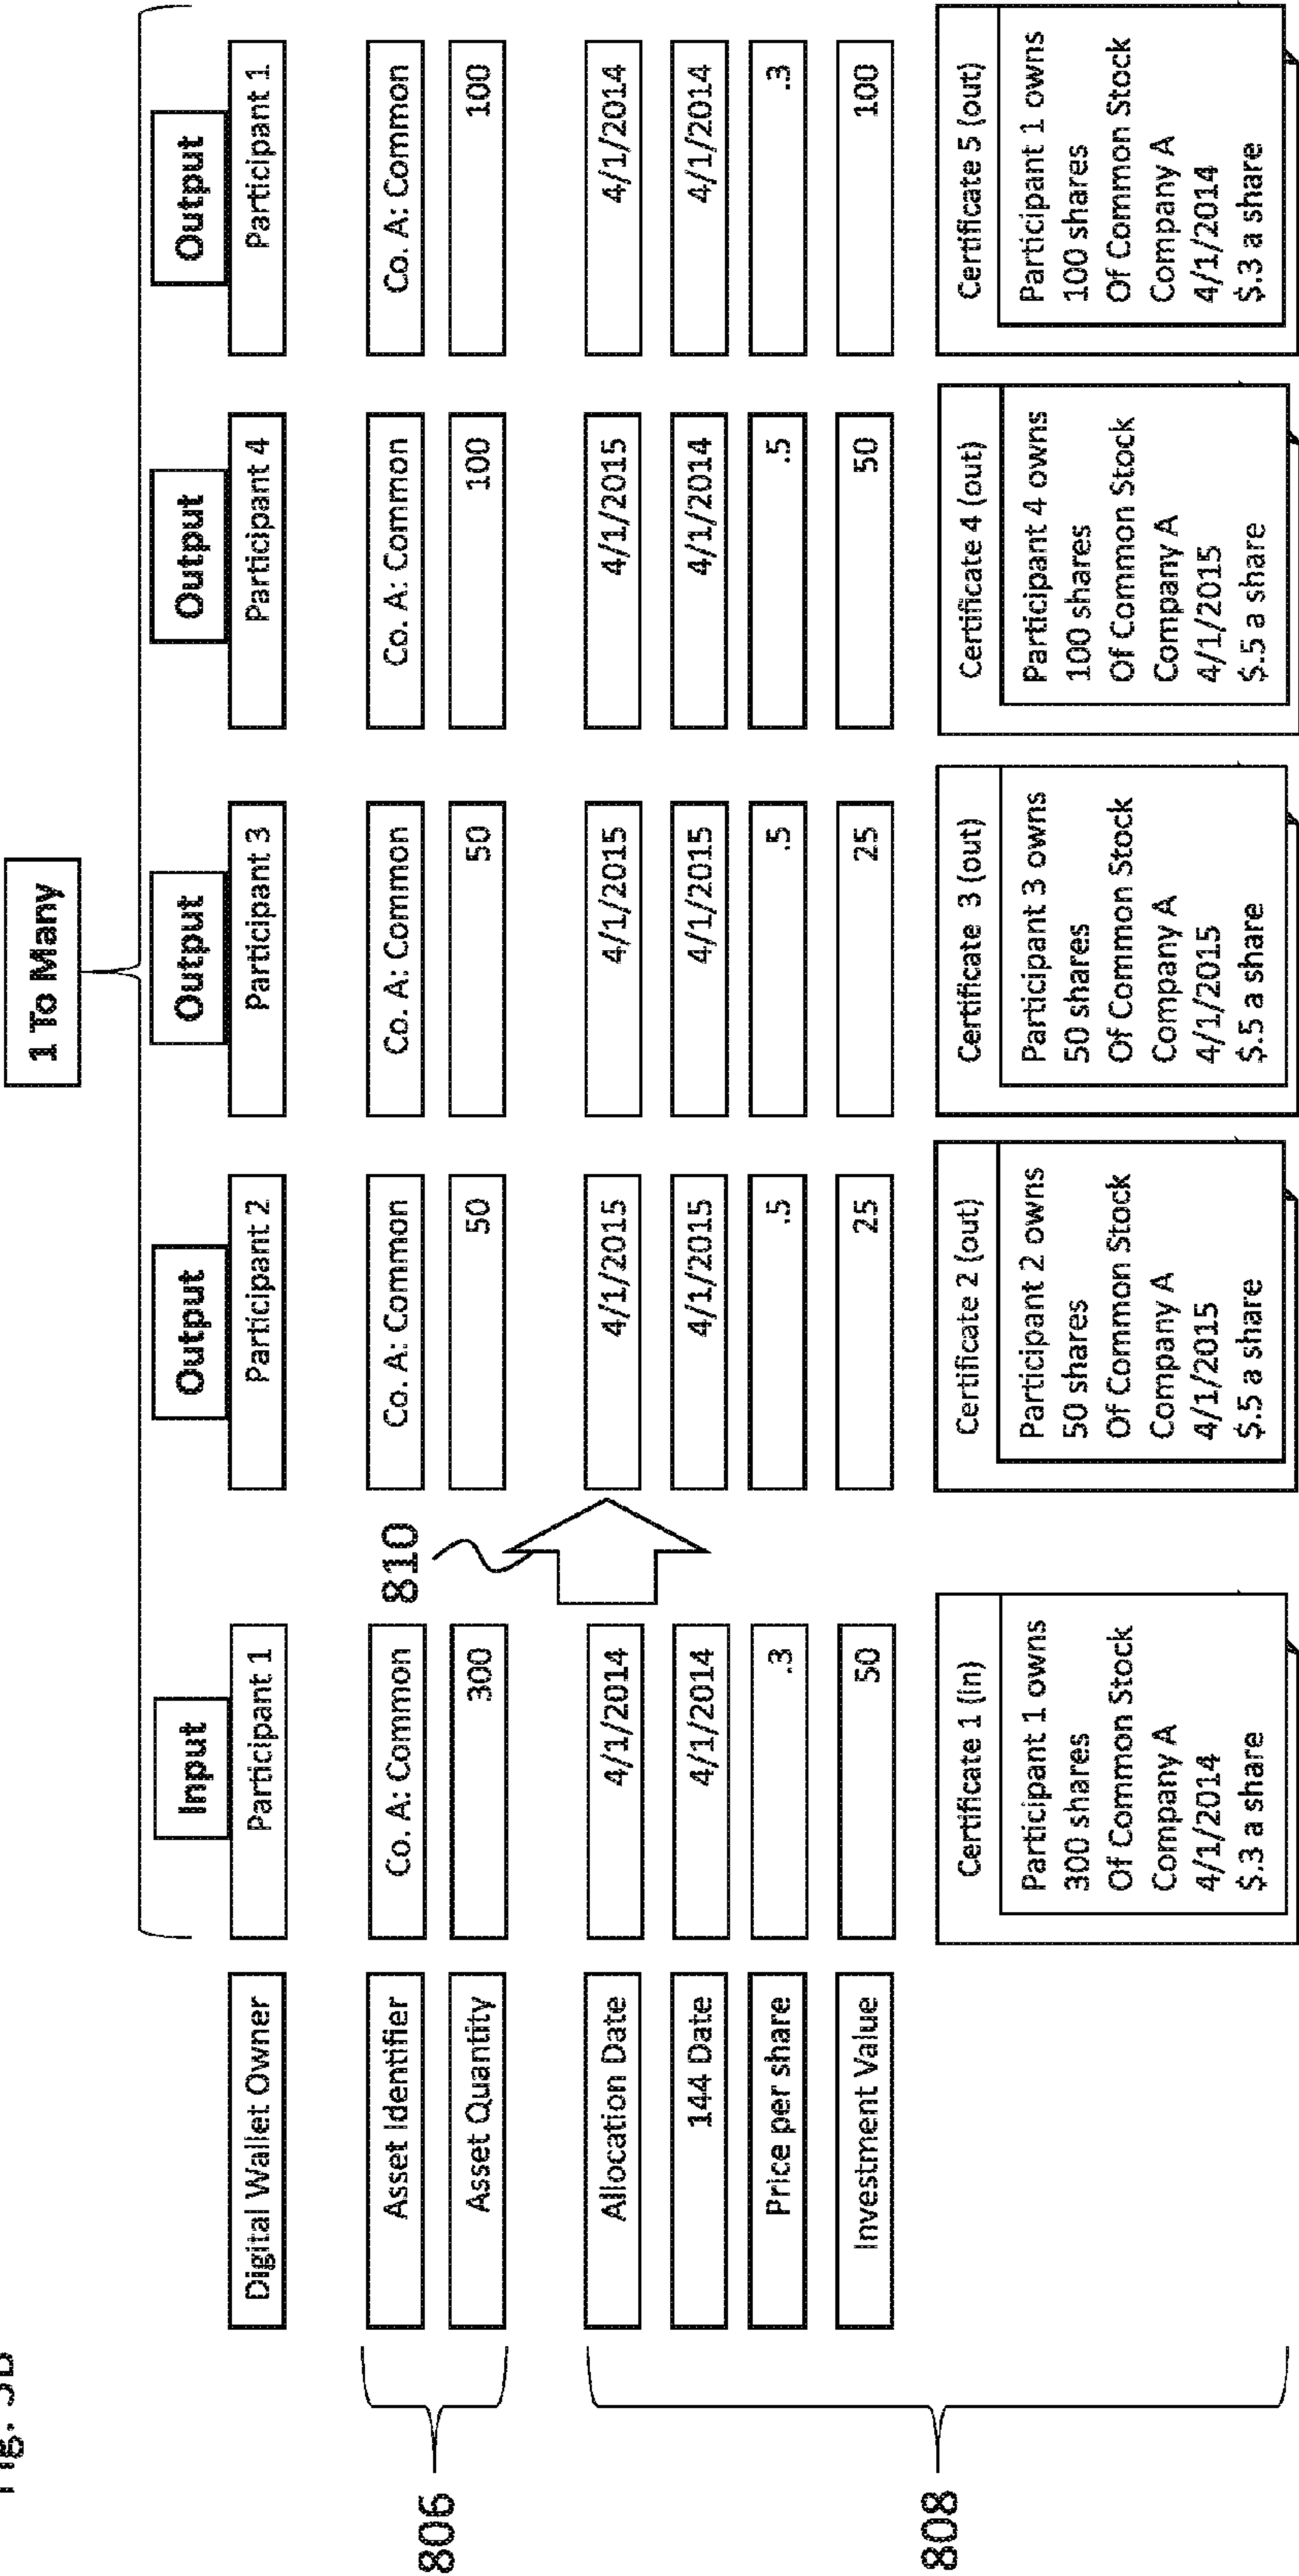 1 To Many
Input
Output
Output
Output
Output
Digital Wallet Owner
Participant 1
Participant 2
Participant 3
Participant 4
Participant 1
806
Asset Identifier
Co. A: Common
Co. A: Common
Co. A: Common
Co. A: Common
Co. A: Common
Asset Quantity
300
50
50
100
100
810
808
Allocation Date
4/1/2014
4/1/2015
4/1/2015
4/1/2015
4/1/2014
144 Date
4/1/2014
4/1/2015
4/1/2015
4/1/2014
4/1/2014
Price per share
.3
.5
.5
.5
.3
Investment Value
50
25
25
50
100
Certificate 1 (in)
Participant 1 owns
300 shares
Of Common Stock
Company A
4/1/2014
$.3 a share
Certificate 2 (out)
Participant 2 owns
50 shares
Of Common Stock
Company A
4/1/2015
$.5 a share
Certificate 3 (out)
Participant 3 owns
50 shares
Of Common Stock
Company A
4/1/2015
$.5 a share
Certificate 4 (out)
Participant 4 owns
100 shares
Of Common Stock
Company A
4/1/2015
$.5 a share
Certificate 5 (out)
Participant 1 owns
100 shares
Of Common Stock
Company A
4/1/2014
$.3 a share